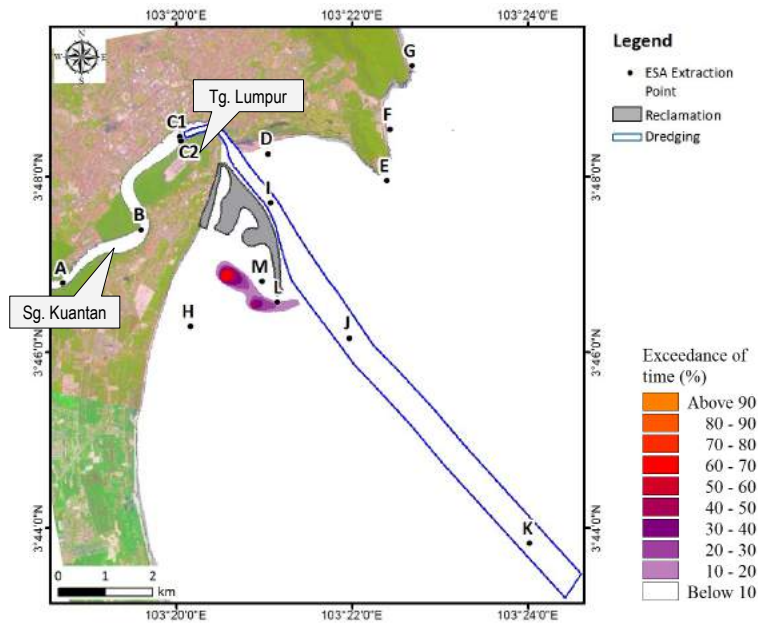 103°20'0"E
103°22'0"E
103°24'0"E
N
W
E
S
G
Tg. Lumpur
C1
C2
D
F
E
3°48'0"N
3°48'0"N
I
B
A
M
L
Sg. Kuantan
H
J
3°46'0"N
3°46'0"N
K
3°44'0"N
3°44'0"N
0 1 2
km
103°20'0"E
103°22'0"E
103°24'0"E
Legend
ESA Extraction
Point
Reclamation
Dredging
Exceedance of
time (%)
Above 90
80 - 90
70 - 80
60 - 70
50 - 60
40 - 50
30 - 40
20 - 30
10 - 20
Below 10